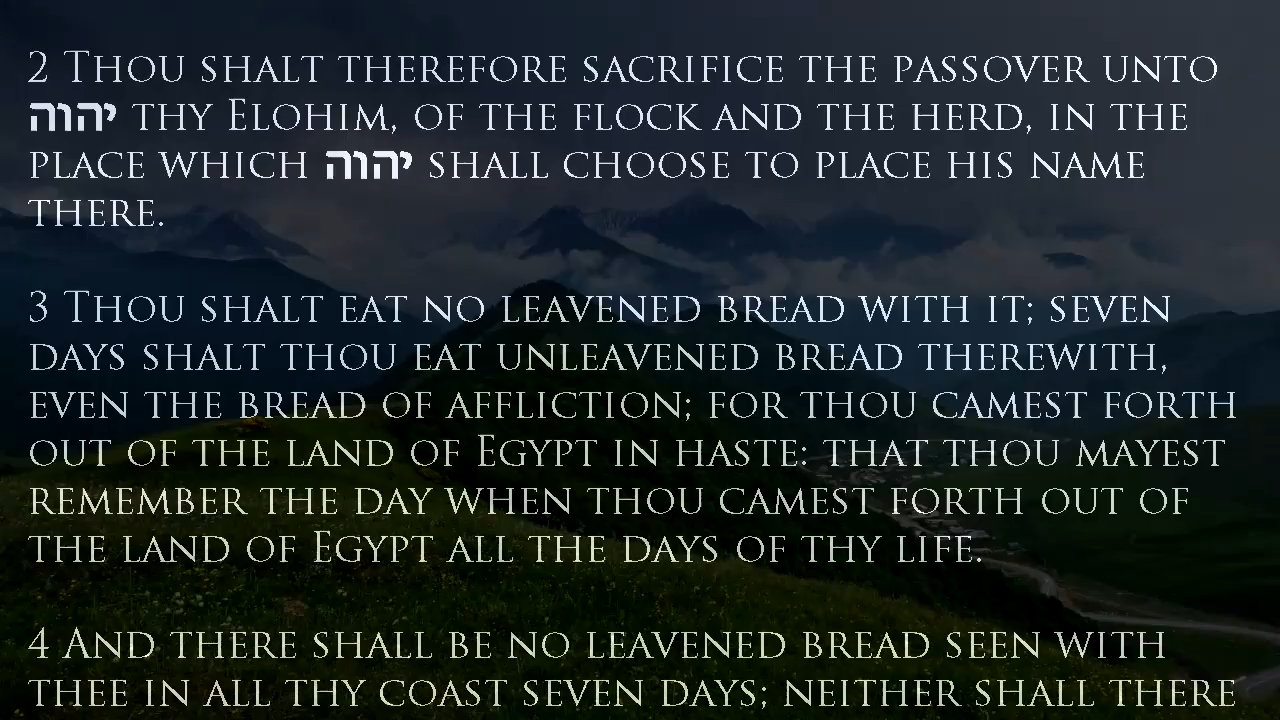 2 Thou shalt therefore sacrifice the passover unto
יהוה thy Elohim, of the flock and the herd, in the
place which יהוה shall choose to place his name
there.
3 Thou shalt eat no leavened bread with it; seven
days shalt thou eat unleavened bread therewith,
even the bread of affliction; for thou camest forth
out of the land of Egypt in haste: that thou mayest
remember the day when thou camest forth out of
the land of Egypt all the days of thy life.
4 And there shall be no leavened bread seen with
thee in all thy coast seven days; neither shall there